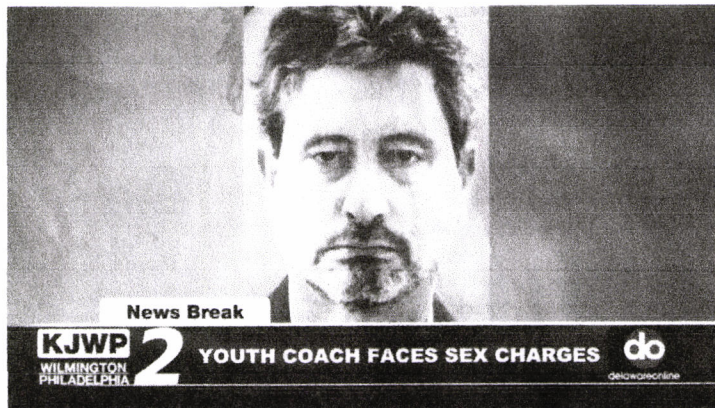 News Break
KJWP
WILMINGTON
PHILADELPHIA
2
YOUTH COACH FACES SEX CHARGES
do
delawareonline